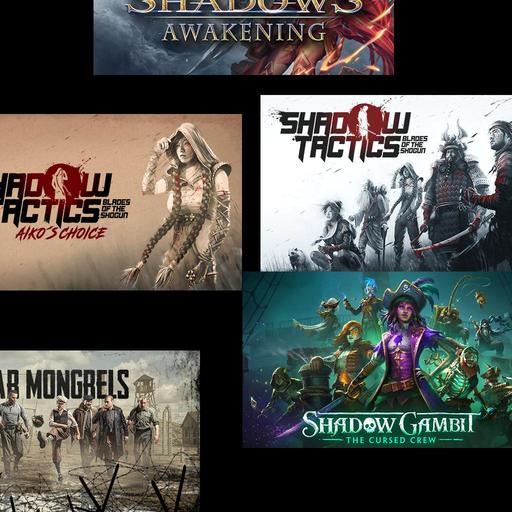 SHADOWS
AWAKENING
SHADOW
TACTICS
BLADES
OF THE
SHOGUN
HADOW
TACTICS
BLADES
OF THE
SHOGUN
AIKO'S CHOICE
AR MONGRELS
SHADOW GAMBIT
THE CURSED CREW